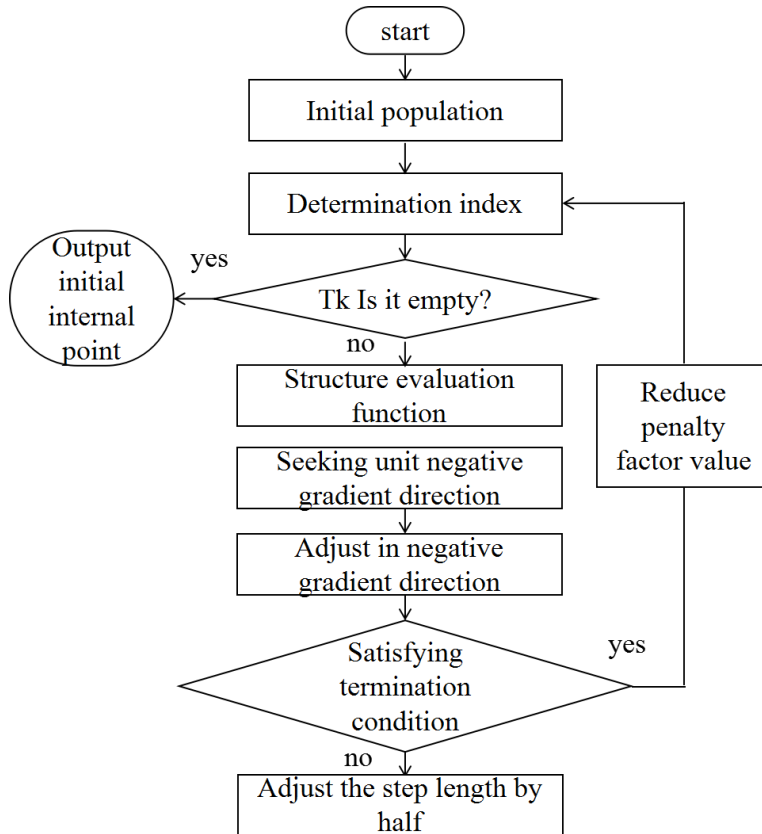 start
Initial population
Determination index
yes
Output
initial
internal
point
Tk Is it empty?
no
Structure evaluation
function
Reduce
penalty
factor value
Seeking unit negative
gradient direction
Adjust in negative
gradient direction
yes
Satisfying
termination
condition
no
Adjust the step length by
half